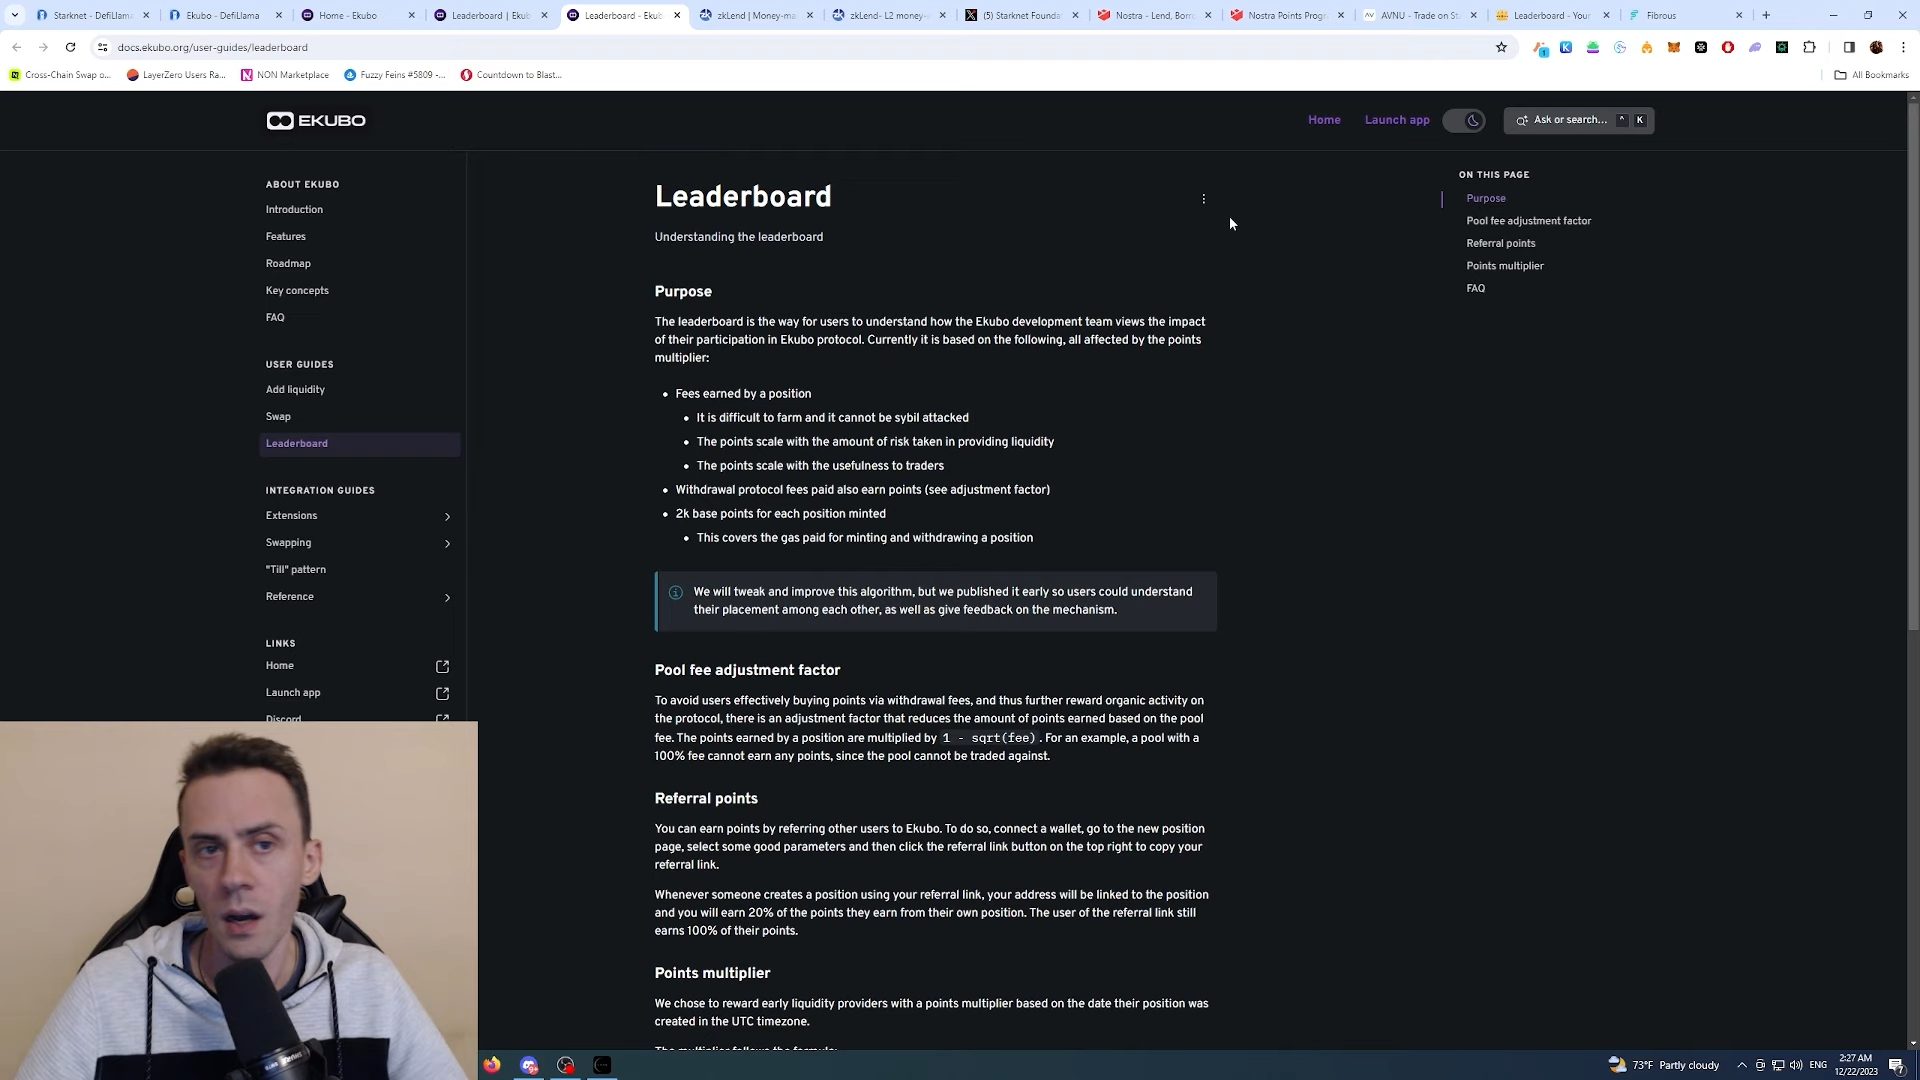 Starknet - DefiLlama
Ekubo - DefiLlama
Home - Ekubo
Leaderboard | Ekub
Leaderboard - Ekub
zkLend | Money-ma
zkLend- L2 money-
(5) Starknet Founda
Nostra - Lend, Borr
Nostra Points Progr
AVNU - Trade on St
Leaderboard - Your
Fibrous
docs.ekubo.org/user-guides/leaderboard
Cross-Chain Swap o...
LayerZero Users Ra...
NON Marketplace
Fuzzy Feins #5809 -...
Countdown to Blast...
All Bookmarks
EKUBO
Home
Launch app
Ask or search...
^
K
ABOUT EKUBO
Introduction
Features
Roadmap
Key concepts
FAQ
USER GUIDES
Add liquidity
Swap
Leaderboard
INTEGRATION GUIDES
Extensions
Swapping
"Till" pattern
Reference
LINKS
Home
Launch app
Discord
Leaderboard
Understanding the leaderboard
Purpose
The leaderboard is the way for users to understand how the Ekubo development team views the impact
of their participation in Ekubo protocol. Currently it is based on the following, all affected by the points
multiplier:
• Fees earned by a position
• It is difficult to farm and it cannot be sybil attacked
• The points scale with the amount of risk taken in providing liquidity
• The points scale with the usefulness to traders
• Withdrawal protocol fees paid also earn points (see adjustment factor)
• 2k base points for each position minted
• This covers the gas paid for minting and withdrawing a position
We will tweak and improve this algorithm, but we published it early so users could understand
their placement among each other, as well as give feedback on the mechanism.
Pool fee adjustment factor
To avoid users effectively buying points via withdrawal fees, and thus further reward organic activity on
the protocol, there is an adjustment factor that reduces the amount of points earned based on the pool
fee. The points earned by a position are multiplied by 1 - sqrt(fee) . For an example, a pool with a
100% fee cannot earn any points, since the pool cannot be traded against.
Referral points
You can earn points by referring other users to Ekubo. To do so, connect a wallet, go to the new position
page, select some good parameters and then click the referral link button on the top right to copy your
referral link.
Whenever someone creates a position using your referral link, your address will be linked to the position
and you will earn 20% of the points they earn from their own position. The user of the referral link still
earns 100% of their points.
Points multiplier
We chose to reward early liquidity providers with a points multiplier based on the date their position was
created in the UTC timezone.
The multiplier follows the formula:
ON THIS PAGE
Purpose
Pool fee adjustment factor
Referral points
Points multiplier
FAQ
73°F Partly cloudy
ENG
2:27 AM
12/22/2023